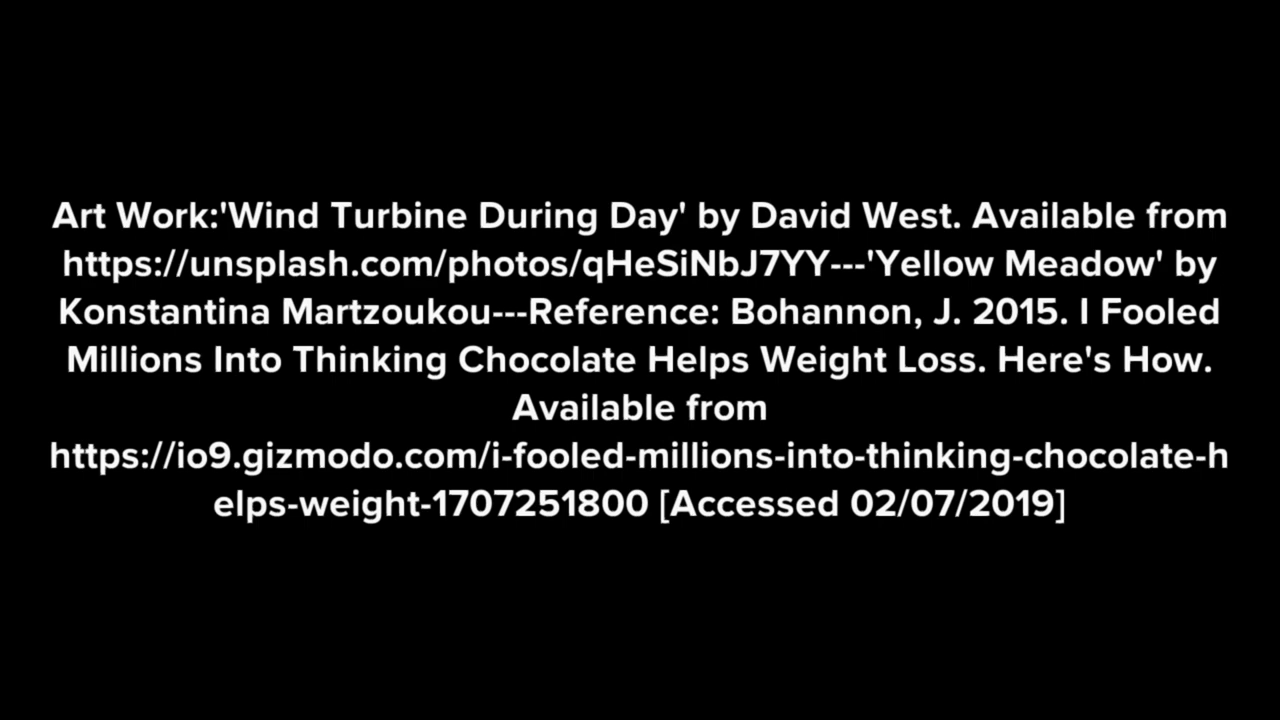 Art Work:'Wind Turbine During Day' by David West. Available from
https://unsplash.com/photos/qHeSiNbJ7YY---'Yellow Meadow' by
Konstantina Martzoukou---Reference: Bohannon, J. 2015. I Fooled
Millions Into Thinking Chocolate Helps Weight Loss. Here's How.
Available from
https://io9.gizmodo.com/i-fooled-millions-into-thinking-chocolate-h
elps-weight-1707251800 [Accessed 02/07/2019]